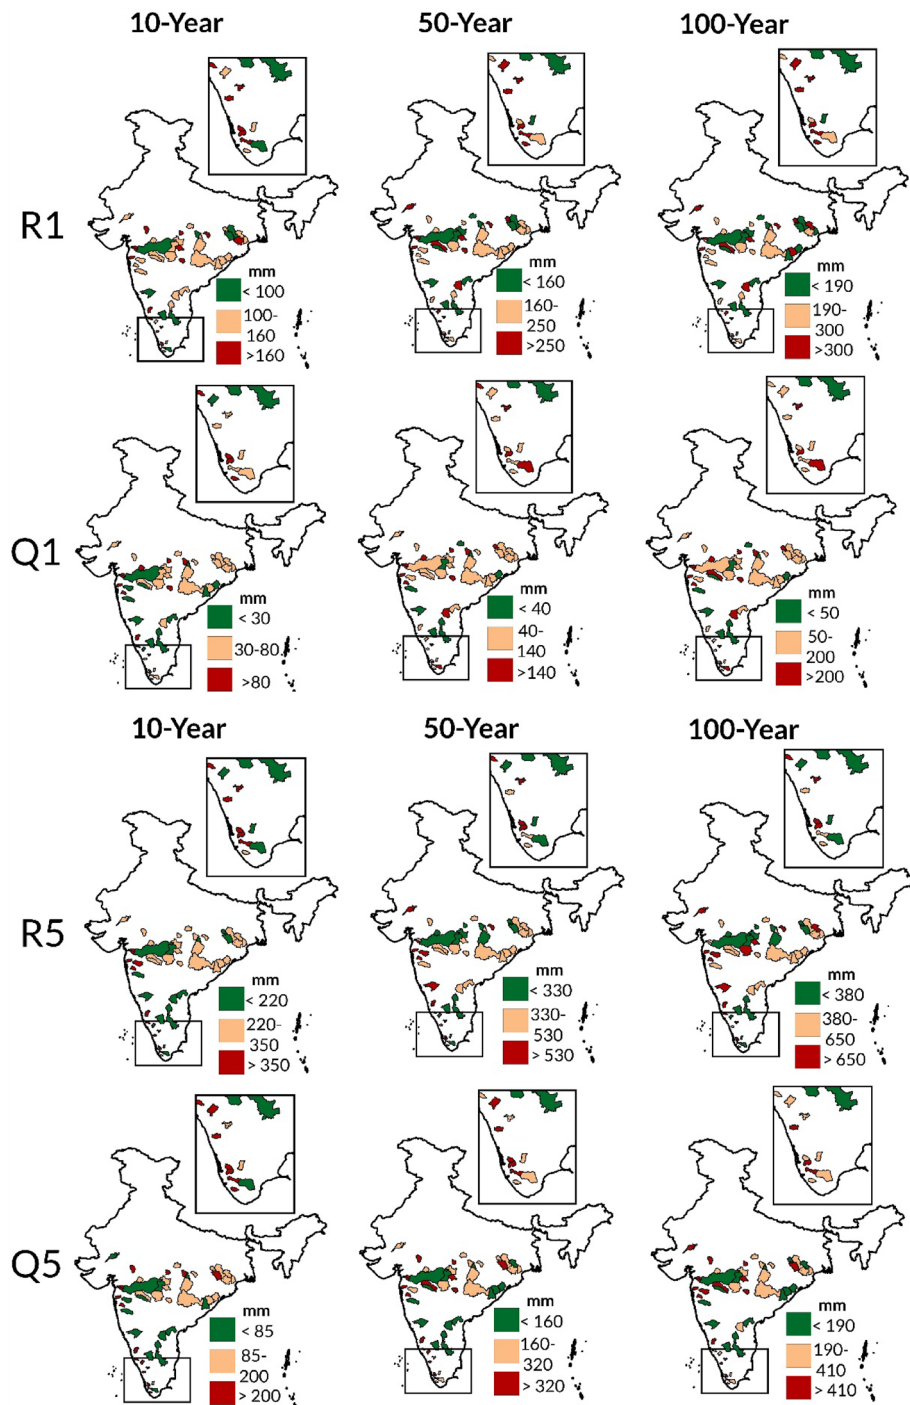 10-Year
50-Year
100-Year
R1
mm
< 100
100-
160
>160
mm
< 160
160-
250
>250
mm
< 190
190-
300
>300
Q1
mm
< 30
30-80
>80
mm
< 40
40-
140
>140
mm
< 50
50-
200
>200
10-Year
50-Year
100-Year
R5
mm
< 220
220-
350
> 350
mm
< 330
330-
530
> 530
mm
< 380
380-
650
> 650
Q5
mm
< 85
85-
200
> 200
mm
< 160
160-
320
> 320
mm
< 190
190-
410
> 410